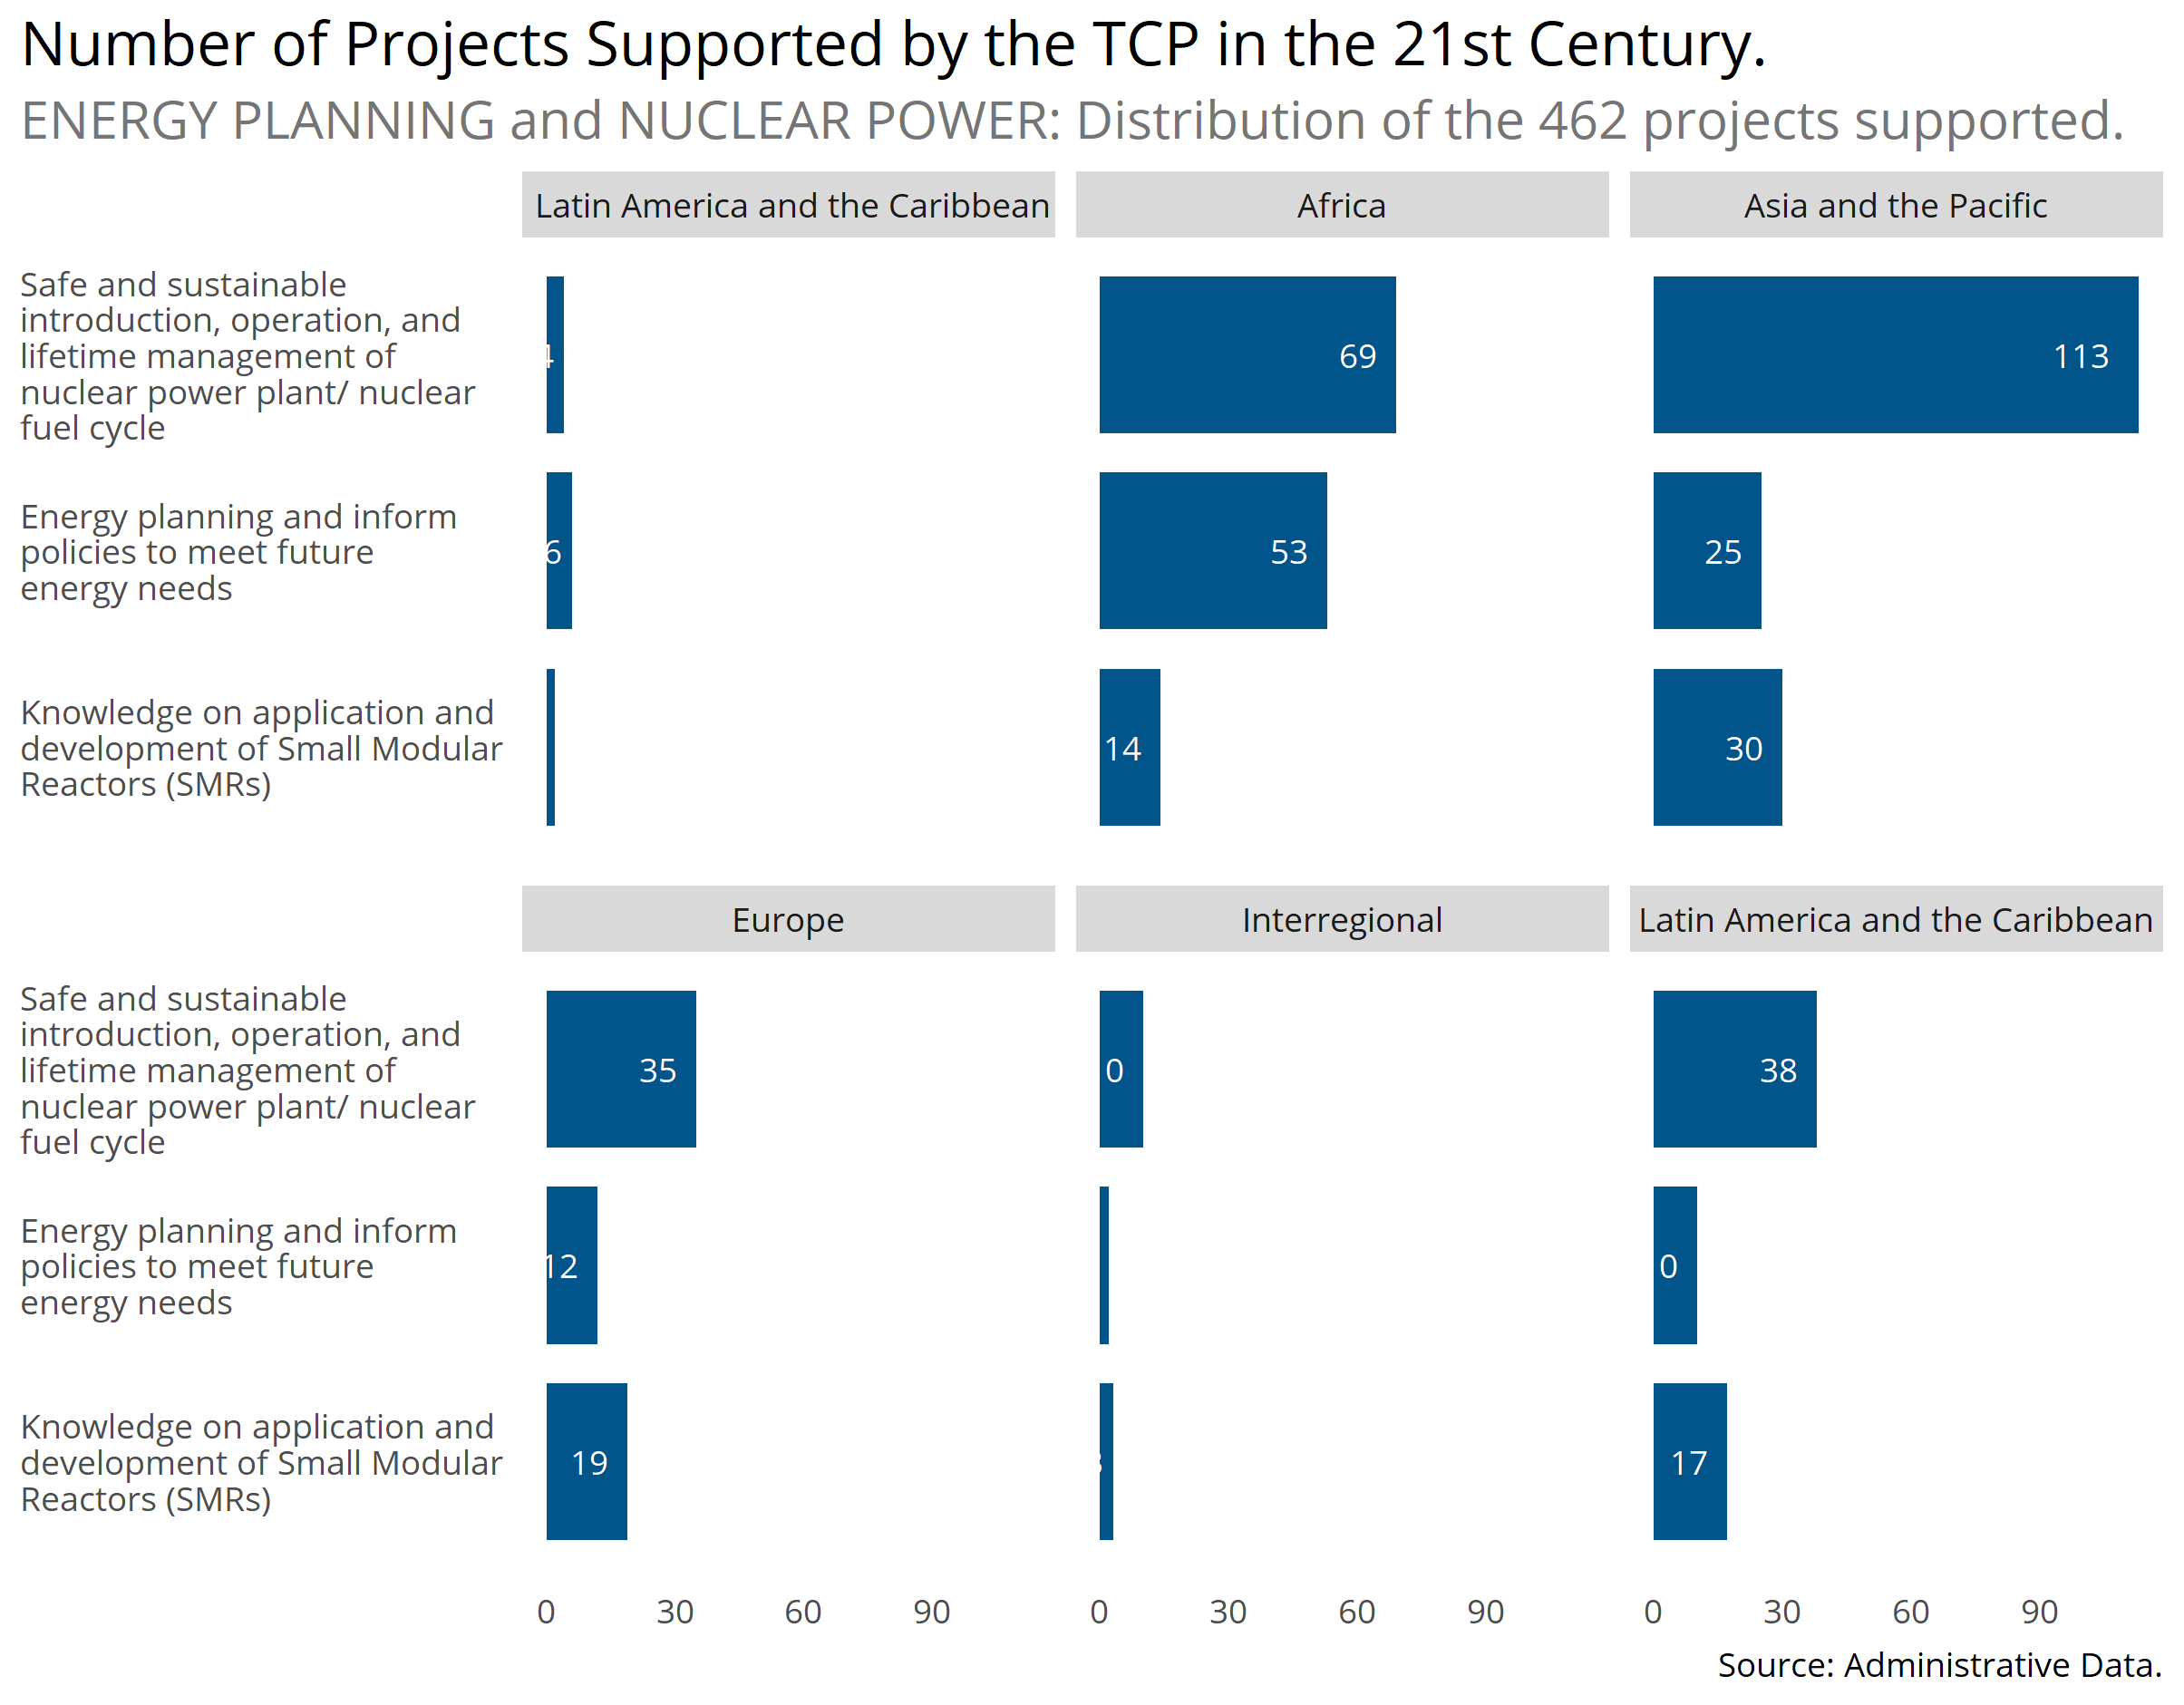 Number of Projects Supported by the TCP in the 21st Century.
ENERGY PLANNING and NUCLEAR POWER: Distribution of the 462 projects supported.
Latin America and the Caribbean
Africa
Asia and the Pacific
Safe and sustainable
introduction, operation, and
lifetime management of
nuclear power plant/ nuclear
fuel cycle
4
69
113
Energy planning and inform
policies to meet future
energy needs
6
53
25
Knowledge on application and
development of Small Modular
Reactors (SMRs)
14
30
Europe
Interregional
Latin America and the Caribbean
Safe and sustainable
introduction, operation, and
lifetime management of
nuclear power plant/ nuclear
fuel cycle
35
0
38
Energy planning and inform
policies to meet future
energy needs
12
0
Knowledge on application and
development of Small Modular
Reactors (SMRs)
19
3
17
0 30 60 90
0 30 60 90
0 30 60 90
Source: Administrative Data.